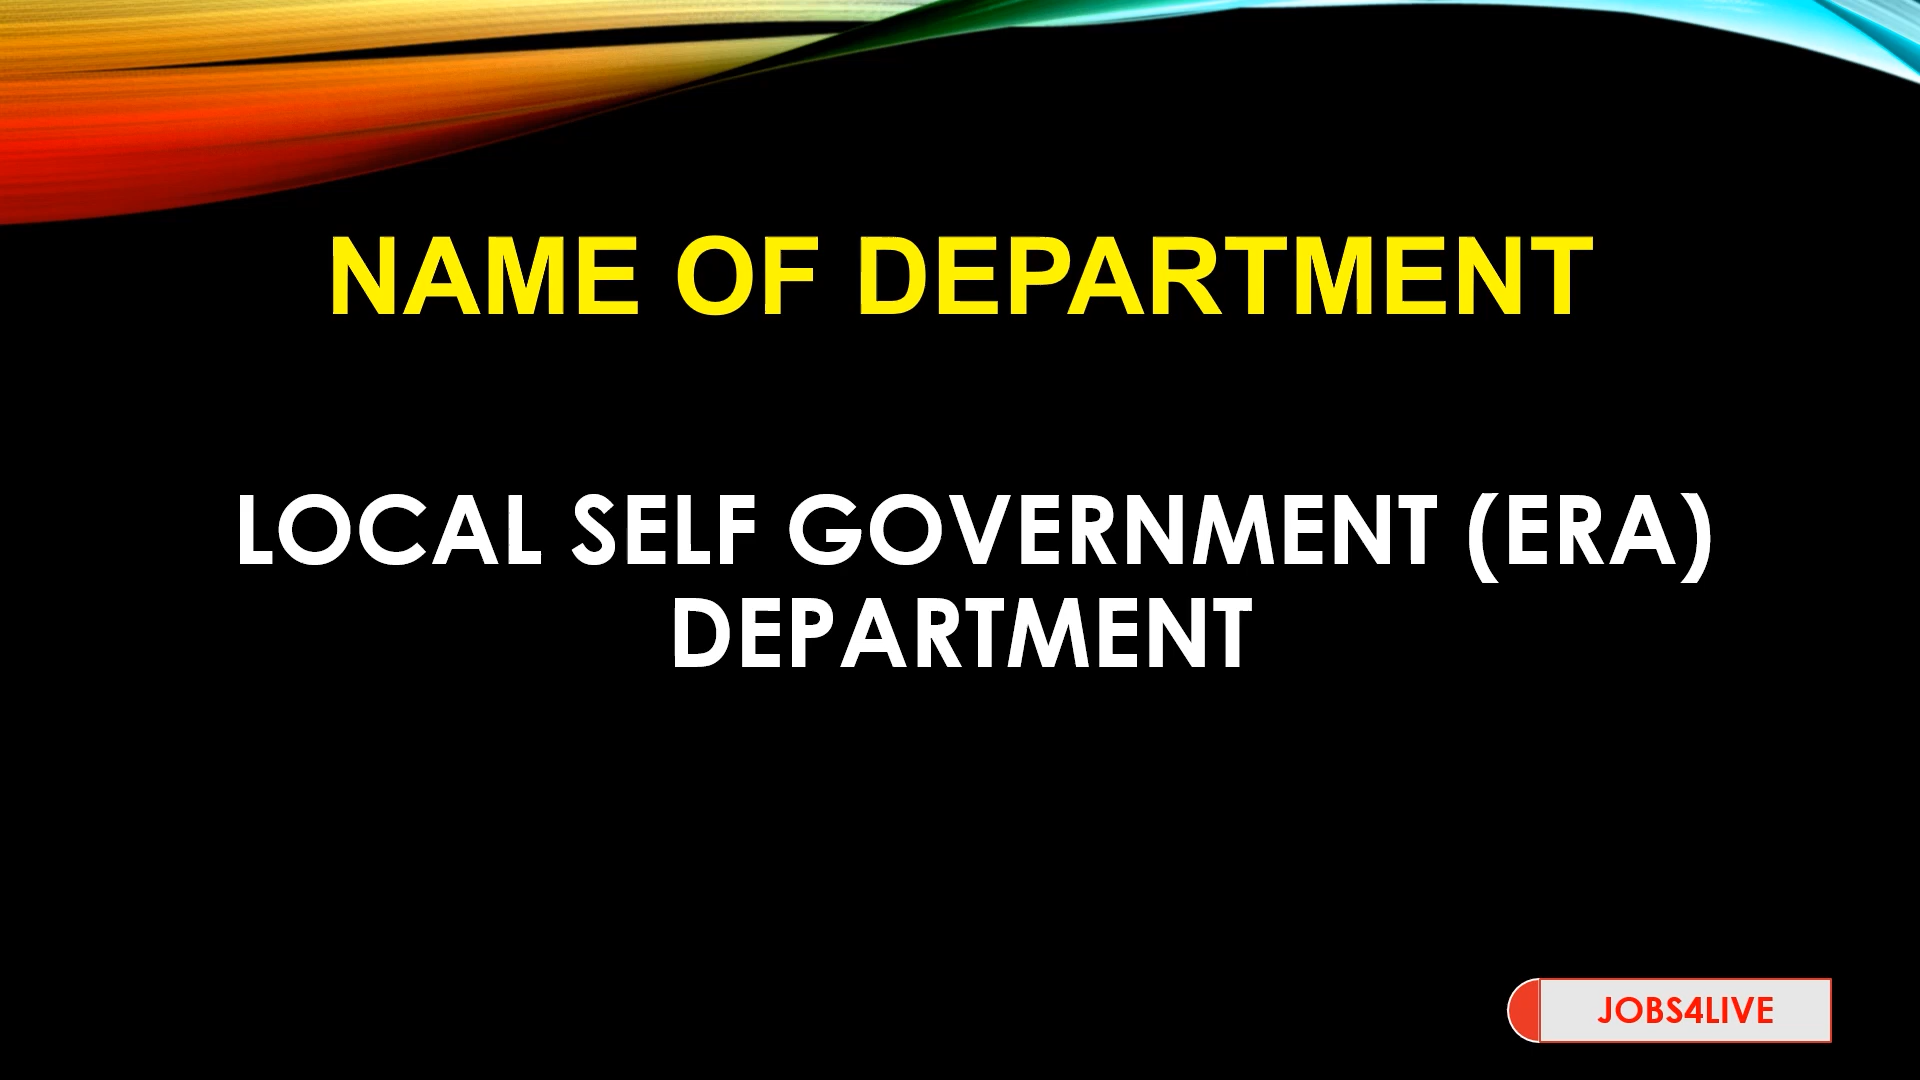 NAME OF DEPARTMENT
LOCAL SELF GOVERNMENT (ERA)
DEPARTMENT
JOBS4LIVE